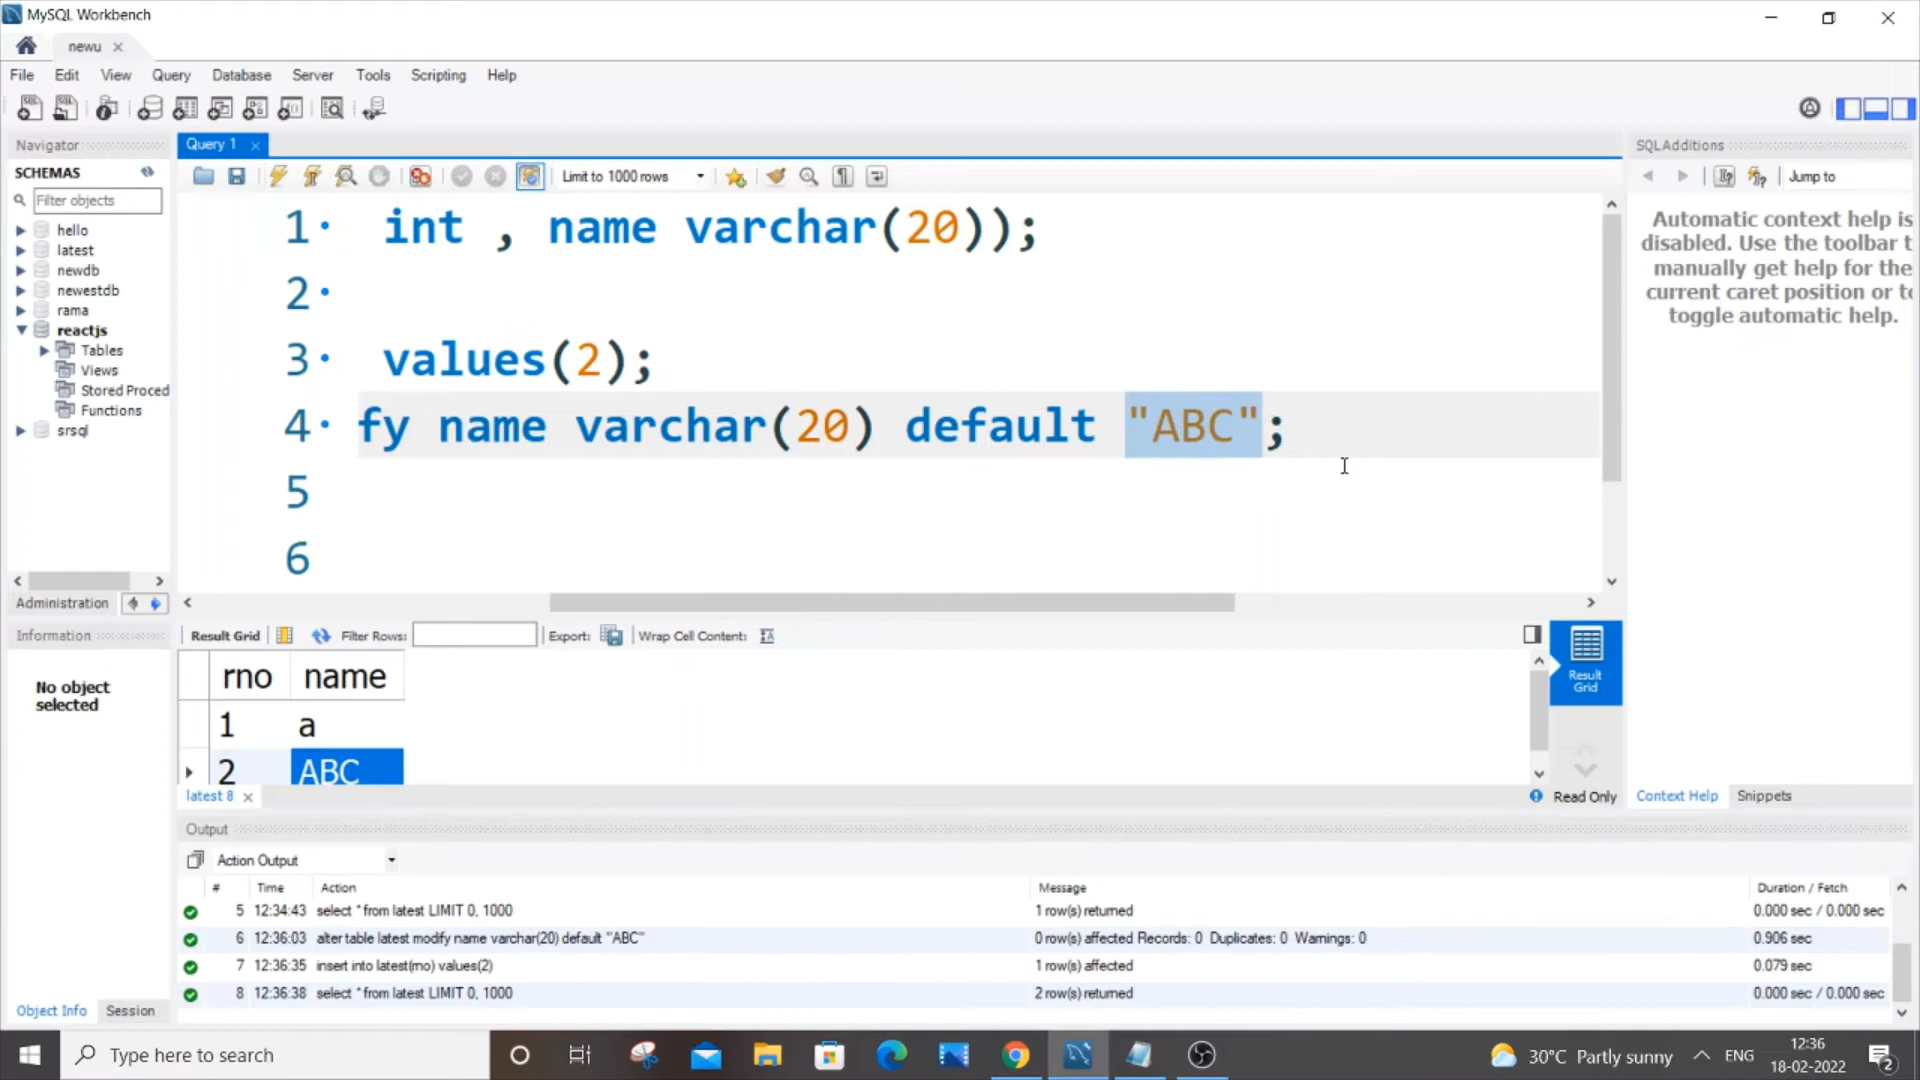 MySQL Workbench
newu
File Edit View Query Database Server Tools Scripting Help
Navigator
SCHEMAS
Filter objects
hello
latest
newdb
newestdb
rama
reactjs
Tables
Views
Stored Proced
Functions
srsql
Administration
Query 1
Limit to 1000 rows
1 int , name varchar(20));
2
3 values(2);
4 fy name varchar(20) default "ABC";
5
6
SQLAdditions
Jump to
Automatic context help is
disabled. Use the toolbar t
manually get help for the
current caret position or to
toggle automatic help.
Information
No object
selected
Result Grid Filter Rows: Export: Wrap Cell Content:
rno name
1 a
2 ABC
Result
Grid
latest 8
Read Only
Context Help Snippets
Output
Action Output
# Time Action Message Duration / Fetch
5 12:34:43 select * from latest LIMIT 0, 1000 1 row(s) returned 0.000 sec / 0.000 sec
6 12:36:03 alter table latest modify name varchar(20) default "ABC" 0 row(s) affected Records: 0 Duplicates: 0 Warnings: 0 0.906 sec
7 12:36:35 insert into latest(rno) values(2) 1 row(s) affected 0.079 sec
8 12:36:38 select * from latest LIMIT 0, 1000 2 row(s) returned 0.000 sec / 0.000 sec
Object Info Session
Type here to search
30°C Partly sunny
ENG
12:36
18-02-2022
2